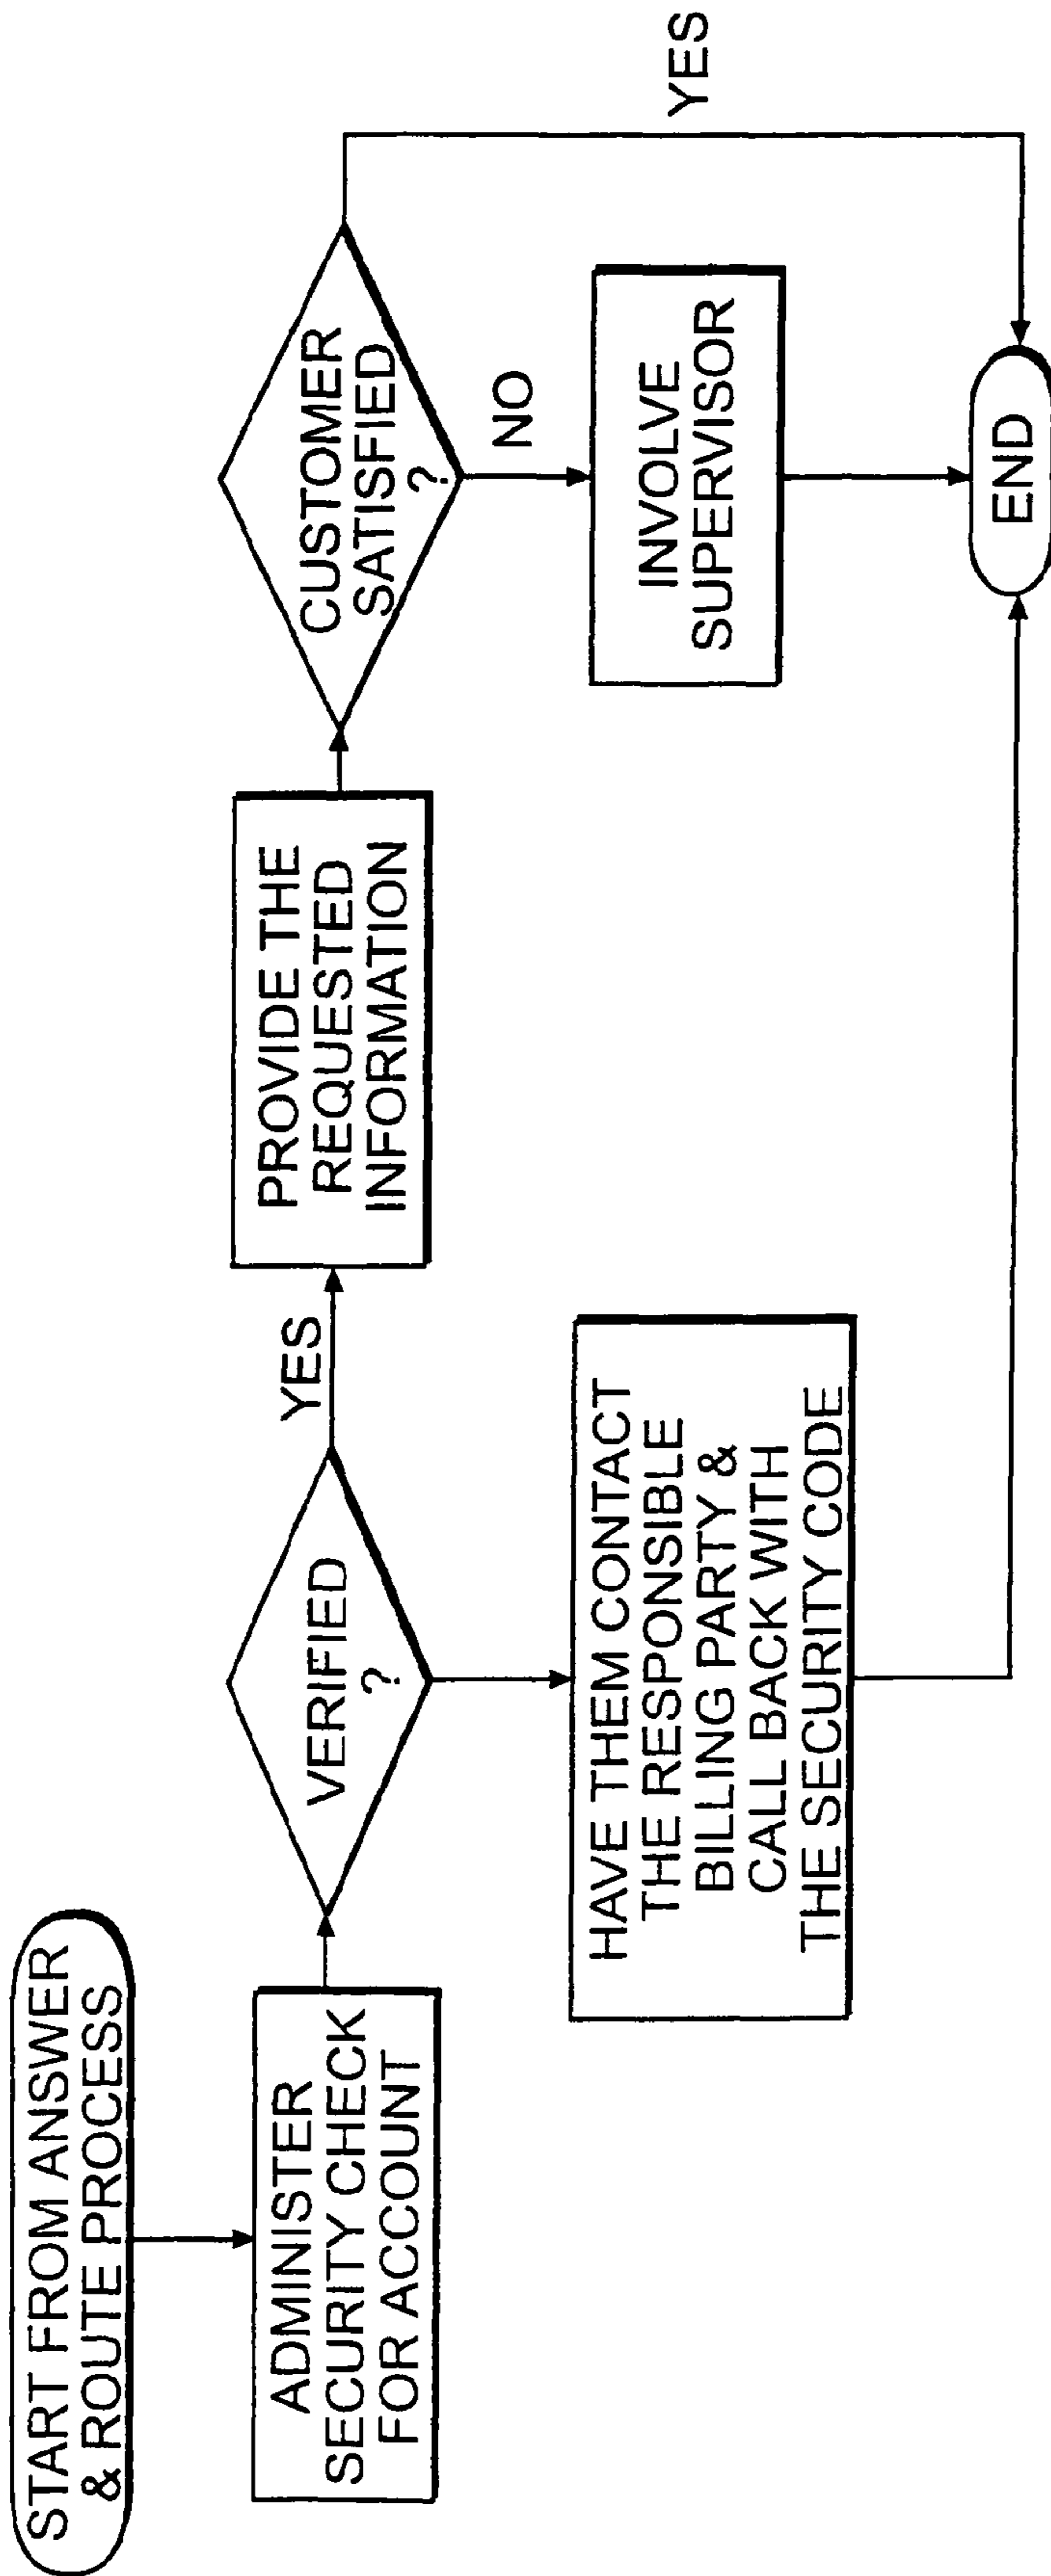 START FROM ANSWER
& ROUTE PROCESS
ADMINISTER
SECURITY CHECK
FOR ACCOUNT
VERIFIED
?
YES
HAVE THEM CONTACT
THE RESPONSIBLE
BILLING PARTY &
CALL BACK WITH
THE SECURITY CODE
PROVIDE THE
REQUESTED
INFORMATION
CUSTOMER
SATISFIED
?
NO
YES
INVOLVE
SUPERVISOR
END